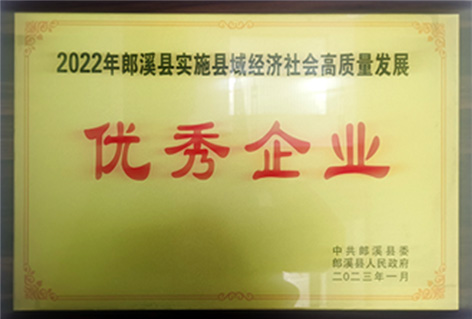 2022年郎溪县实施县域经济社会高质量发展
优秀企业
中共郎溪县委
郎溪县人民政府
二〇二三年一月